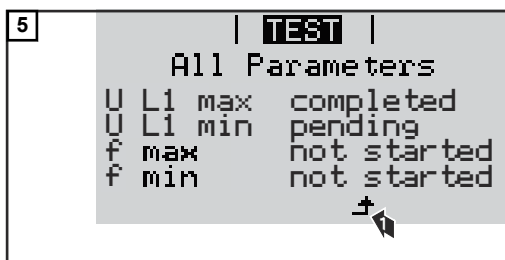 5
| TEST |
All Parameters
U L1 max completed
U L1 min pending
f max not started
f min not started
1